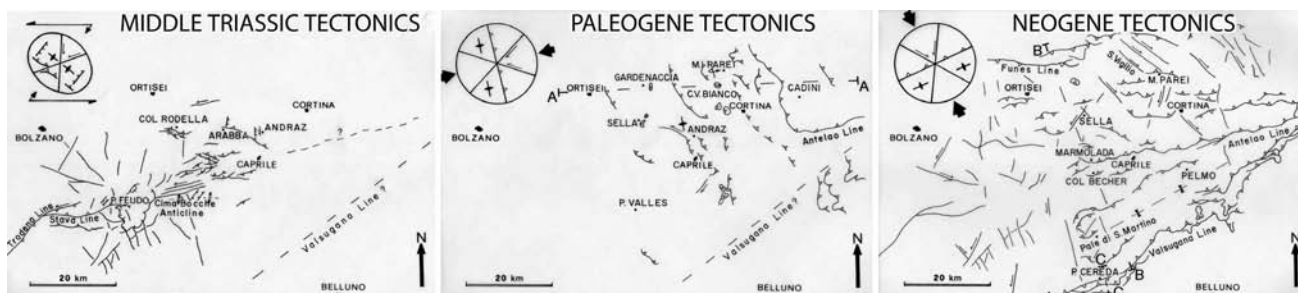 MIDDLE TRIASSIC TECTONICS
ORTISEI
CORTINA
COL RODELLA
ARABBA
ANDRAZ
?
BOLZANO
CAPRILE
P. FEUDO
Cima Bocche
Anticline
Stava Line
Trodena Line
Valsugana Line?
N
20 km
BELLUNO
PALEOGENE TECTONICS
M. PAREI
GARDENACCIA
CADINI
A
A
ORTISEI
C.V. BIANCO
CORTINA
SELLA
ANDRAZ
BOLZANO
Antelao Line
CAPRILE
P. VALLES
Valsugana Line?
N
20 km
BELLUNO
NEOGENE TECTONICS
B
Funes Line
S. Vigilio
M. PAREI
ORTISEI
CORTINA
SELLA
BOLZANO
Antelao Line
MARMOLADA
CAPRILE
COL BECHER
PELMO
Pale di S. Martino
Valsugana Line
N
C
P. CEREDA
B
20 km
C
BELLUNO